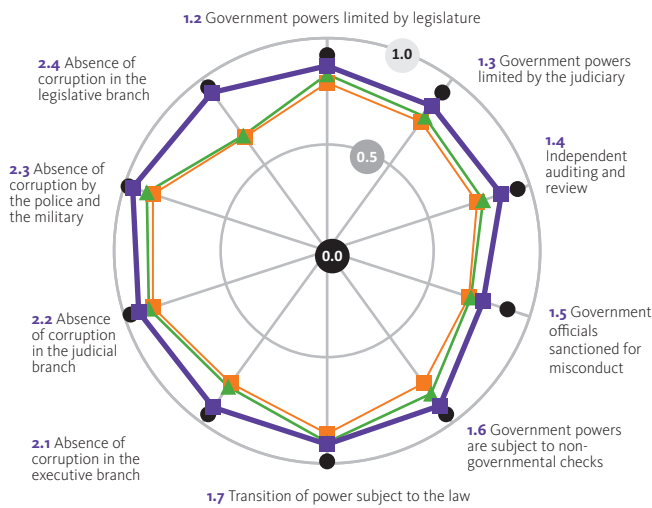 1.2 Government powers limited by legislature
1.0
1.3 Government powers
limited by the judiciary
1.4
Independent
auditing and
review
1.5 Government
officials
sanctioned for
misconduct
1.6 Government powers
are subject to non-
governmental checks
1.7 Transition of power subject to the law
2.1 Absence of
corruption in the
executive branch
2.2 Absence
of corruption
in the judicial
branch
2.3 Absence of
corruption by
the police and
the military
2.4 Absence of
corruption in the
legislative branch
0.5
0.0